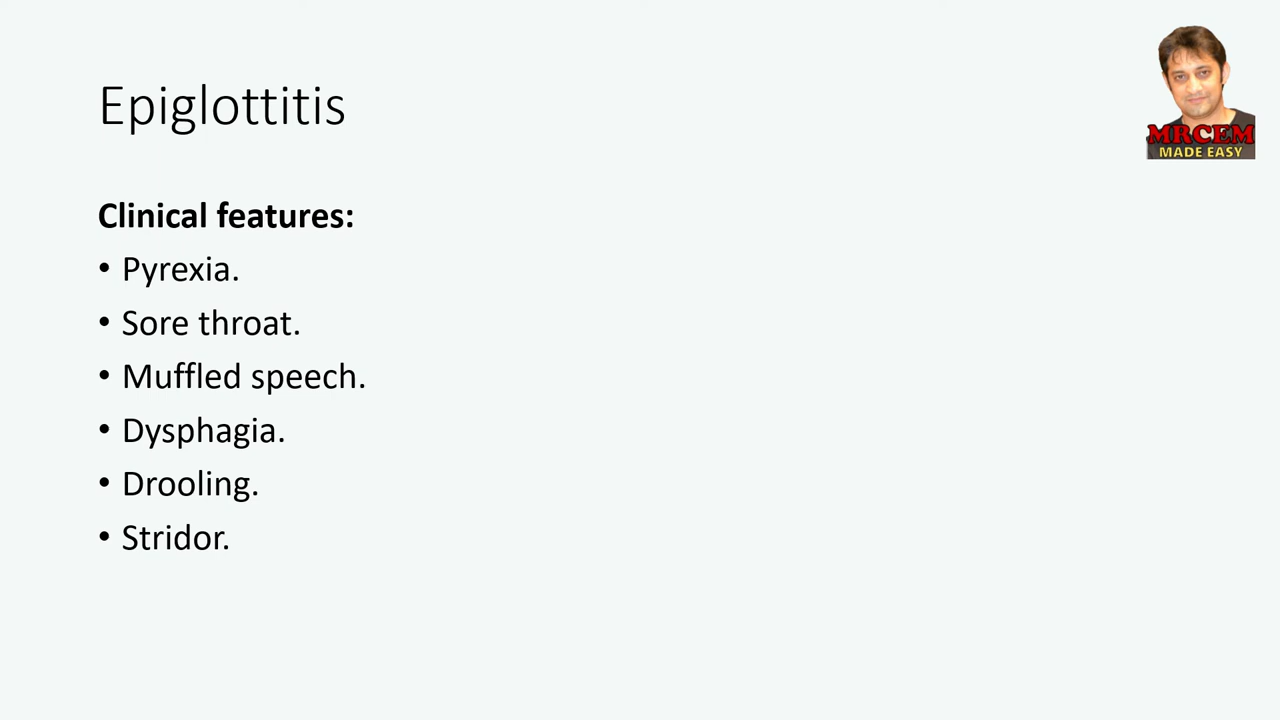 Epiglottitis
MRCEM
MADE EASY
Clinical features:
• Pyrexia.
• Sore throat.
• Muffled speech.
• Dysphagia.
• Drooling.
• Stridor.